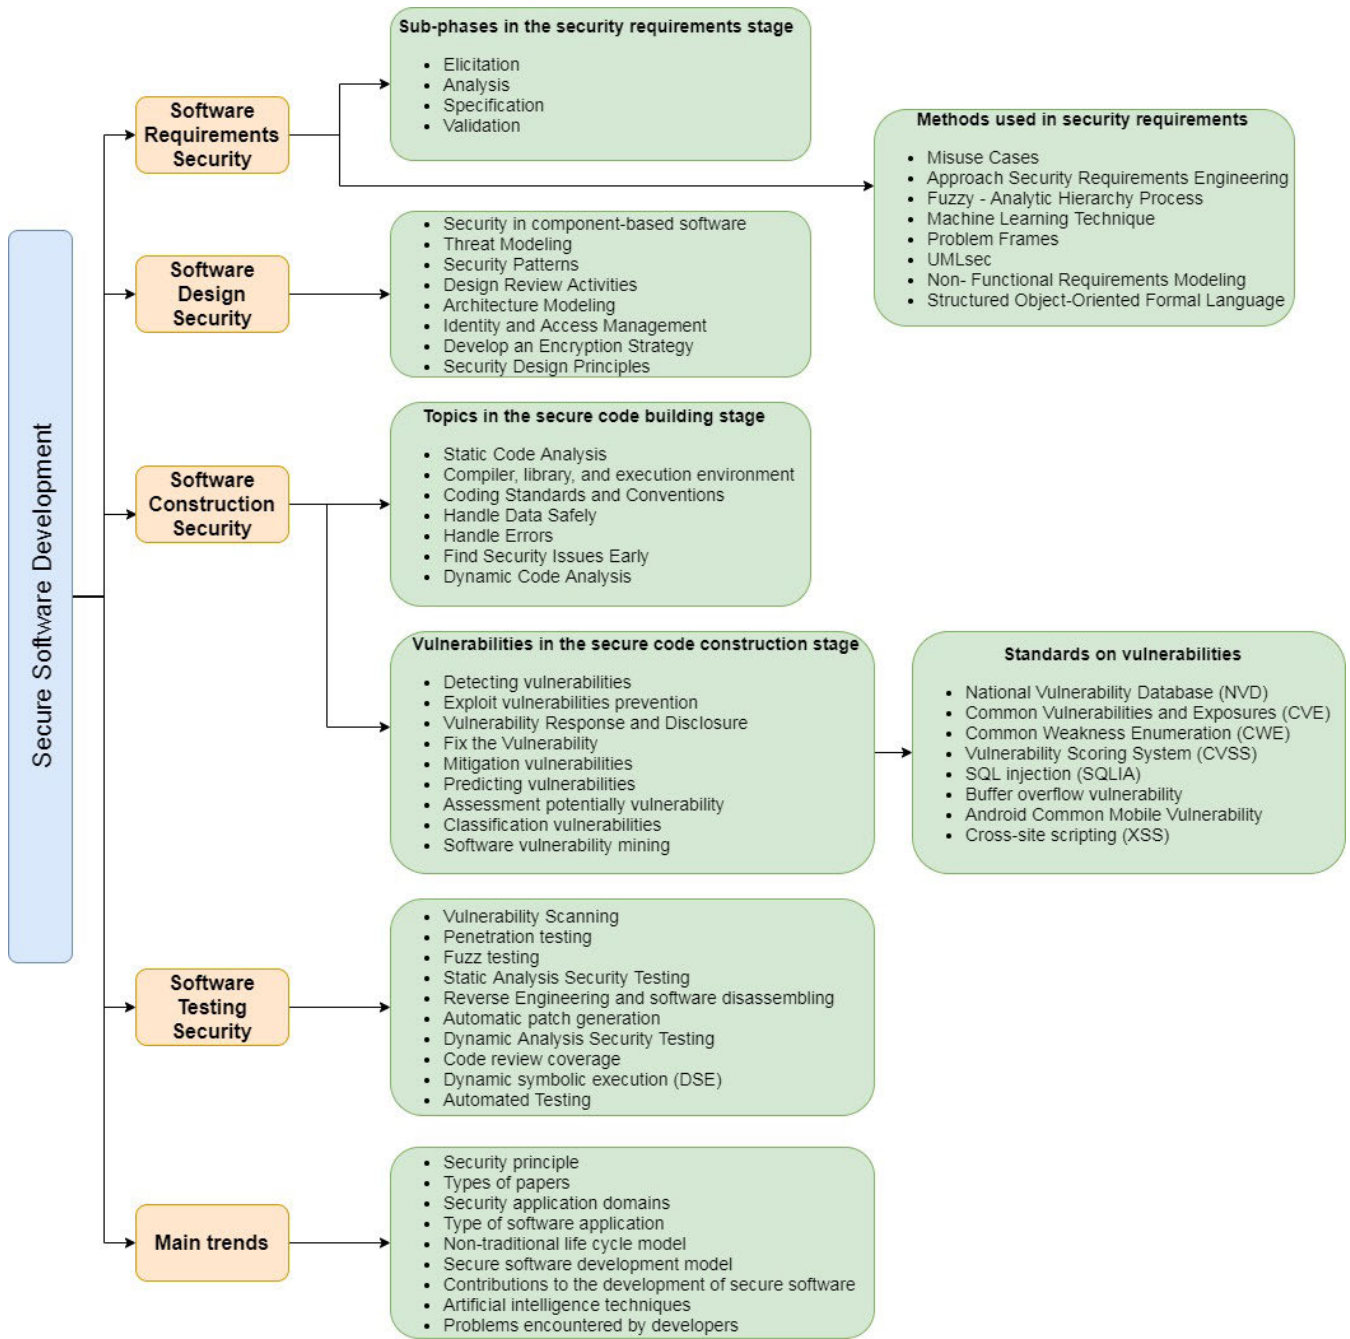 Secure Software Development
Software
Requirements
Security
Sub-phases in the security requirements stage
• Elicitation
• Analysis
• Specification
• Validation
Methods used in security requirements
• Misuse Cases
• Approach Security Requirements Engineering
• Fuzzy - Analytic Hierarchy Process
• Machine Learning Technique
• Problem Frames
• UMLsec
• Non- Functional Requirements Modeling
• Structured Object-Oriented Formal Language
Software
Design
Security
• Security in component-based software
• Threat Modeling
• Security Patterns
• Design Review Activities
• Architecture Modeling
• Identity and Access Management
• Develop an Encryption Strategy
• Security Design Principles
Software
Construction
Security
Topics in the secure code building stage
• Static Code Analysis
• Compiler, library, and execution environment
• Coding Standards and Conventions
• Handle Data Safely
• Handle Errors
• Find Security Issues Early
• Dynamic Code Analysis
Vulnerabilities in the secure code construction stage
• Detecting vulnerabilities
• Exploit vulnerabilities prevention
• Vulnerability Response and Disclosure
• Fix the Vulnerability
• Mitigation vulnerabilities
• Predicting vulnerabilities
• Assessment potentially vulnerability
• Classification vulnerabilities
• Software vulnerability mining
Standards on vulnerabilities
• National Vulnerability Database (NVD)
• Common Vulnerabilities and Exposures (CVE)
• Common Weakness Enumeration (CWE)
• Vulnerability Scoring System (CVSS)
• SQL injection (SQLIA)
• Buffer overflow vulnerability
• Android Common Mobile Vulnerability
• Cross-site scripting (XSS)
Software
Testing
Security
• Vulnerability Scanning
• Penetration testing
• Fuzz testing
• Static Analysis Security Testing
• Reverse Engineering and software disassembling
• Automatic patch generation
• Dynamic Analysis Security Testing
• Code review coverage
• Dynamic symbolic execution (DSE)
• Automated Testing
Main trends
• Security principle
• Types of papers
• Security application domains
• Type of software application
• Non-traditional life cycle model
• Secure software development model
• Contributions to the development of secure software
• Artificial intelligence techniques
• Problems encountered by developers